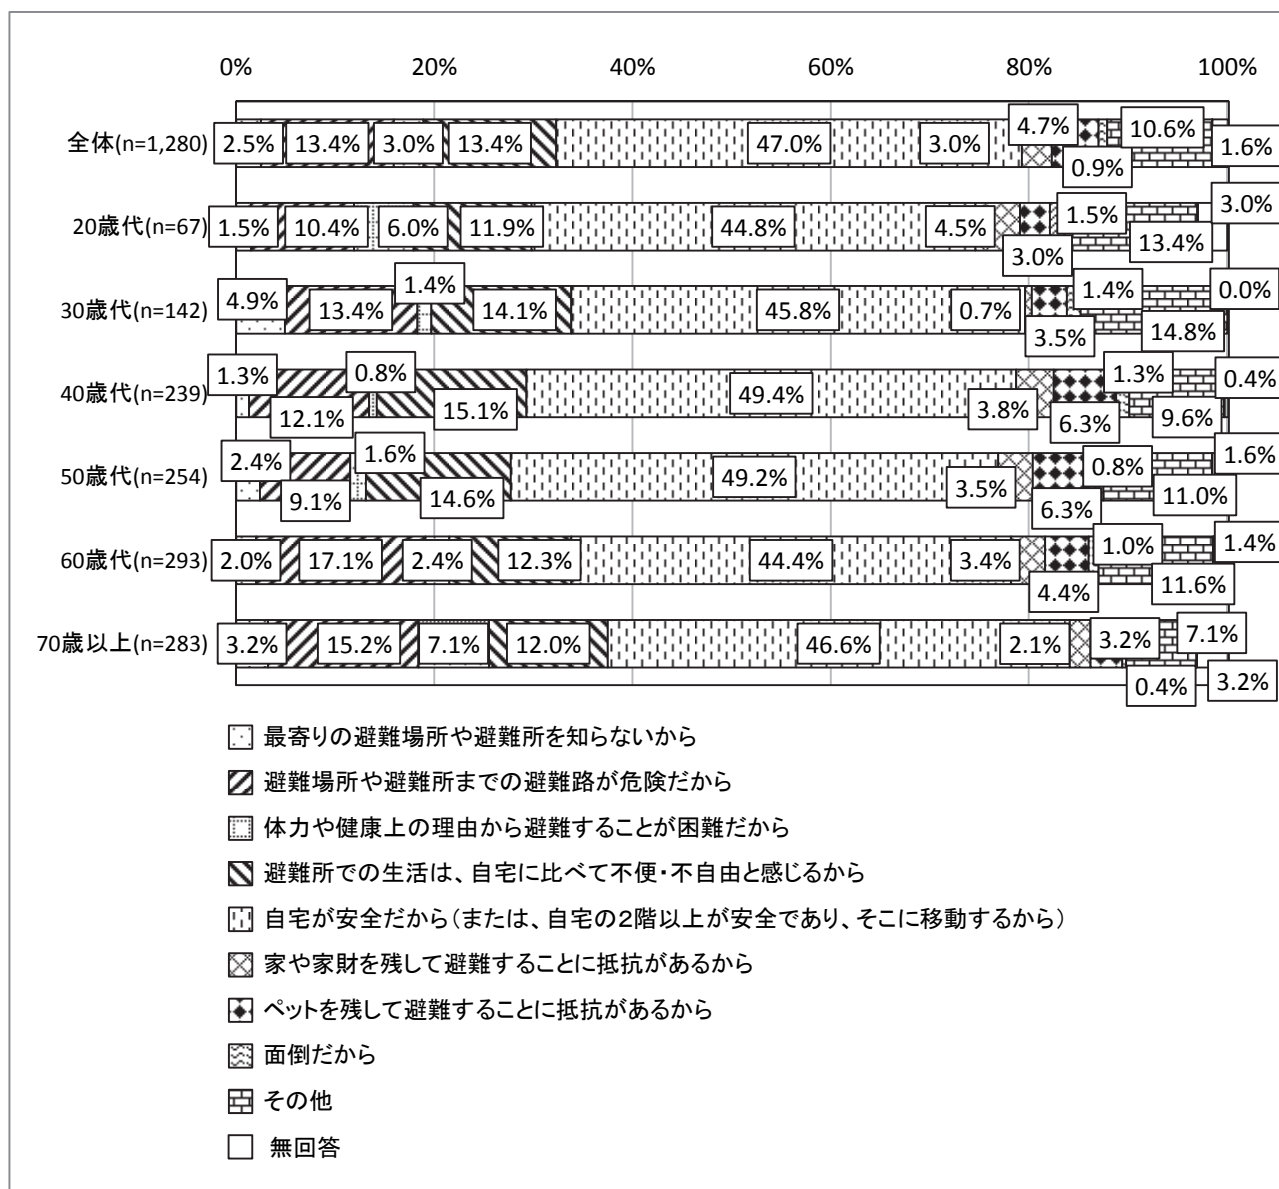 0% 20% 40% 60% 80% 100%
全体(n=1,280) 2.5% 13.4% 3.0% 13.4% 47.0% 3.0% 4.7% 0.9% 10.6% 1.6%
20歳代(n=67) 1.5% 10.4% 6.0% 11.9% 44.8% 4.5% 3.0% 1.5% 13.4% 3.0%
30歳代(n=142) 4.9% 13.4% 1.4% 14.1% 45.8% 0.7% 3.5% 1.4% 14.8% 0.0%
40歳代(n=239) 1.3% 12.1% 0.8% 15.1% 49.4% 3.8% 6.3% 1.3% 9.6% 0.4%
50歳代(n=254) 2.4% 9.1% 1.6% 14.6% 49.2% 3.5% 6.3% 0.8% 11.0% 1.6%
60歳代(n=293) 2.0% 17.1% 2.4% 12.3% 44.4% 3.4% 4.4% 1.0% 11.6% 1.4%
70歳以上(n=283) 3.2% 15.2% 7.1% 12.0% 46.6% 2.1% 3.2% 0.4% 7.1% 3.2%
最寄りの避難場所や避難所を知らないから
避難場所や避難所までの避難路が危険だから
体力や健康上の理由から避難することが困難だから
避難所での生活は、自宅に比べて不便・不自由と感じるから
自宅が安全だから(または、自宅の２階以上が安全であり、そこに移動するから)
家や家財を残して避難することに抵抗があるから
ペットを残して避難することに抵抗があるから
面倒だから
その他
無回答